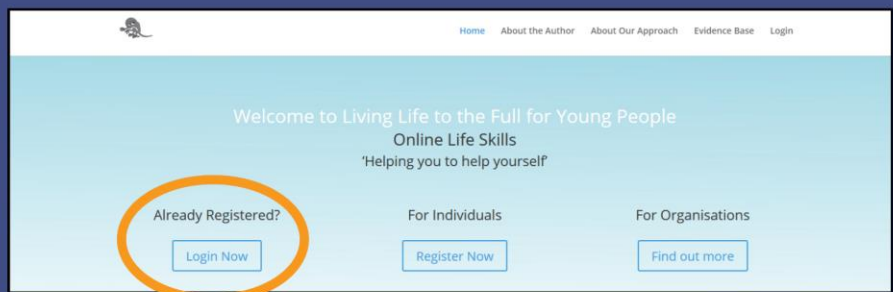 Home About the Author About Our Approach Evidence Base Login
Welcome to Living Life to the Full for Young People
Online Life Skills
'Helping you to help yourself'
Already Registered? For Individuals For Organisations
Login Now Register Now Find out more